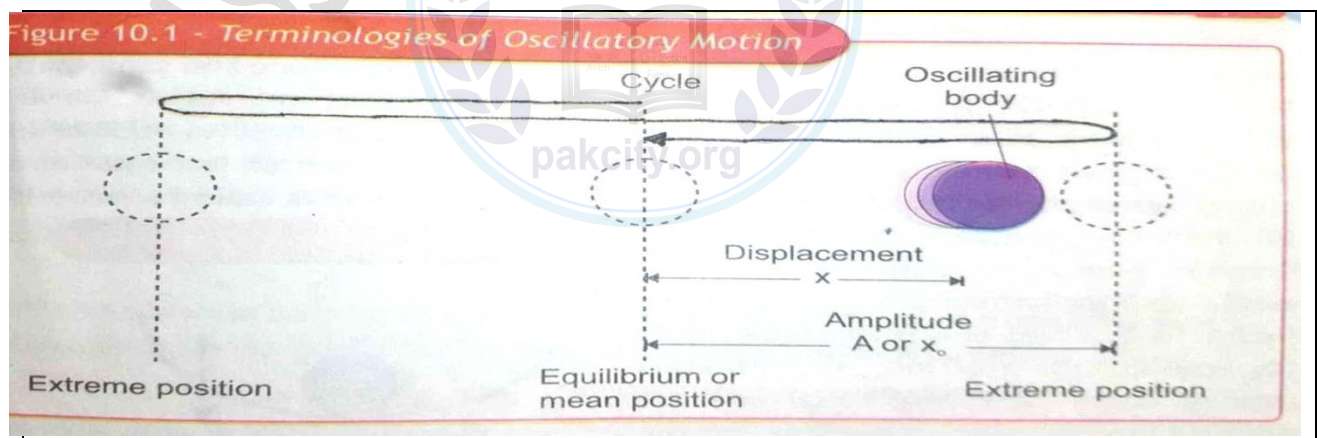 Figure 10.1 - Terminologies of Oscillatory Motion
Cycle
Oscillating
body
pakcity.org
Displacement
x
Amplitude
A or x₀
Extreme position
Equilibrium or
mean position
Extreme position